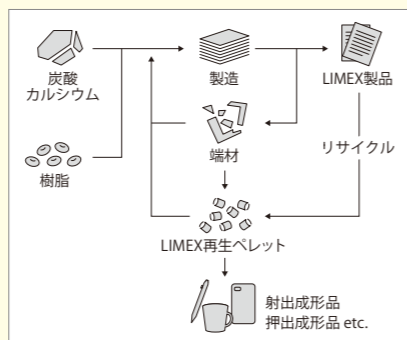 炭酸
カルシウム
製造
LIMEX製品
端材
リサイクル
樹脂
LIMEX再生ペレット
射出成形品
押出成形品 etc.